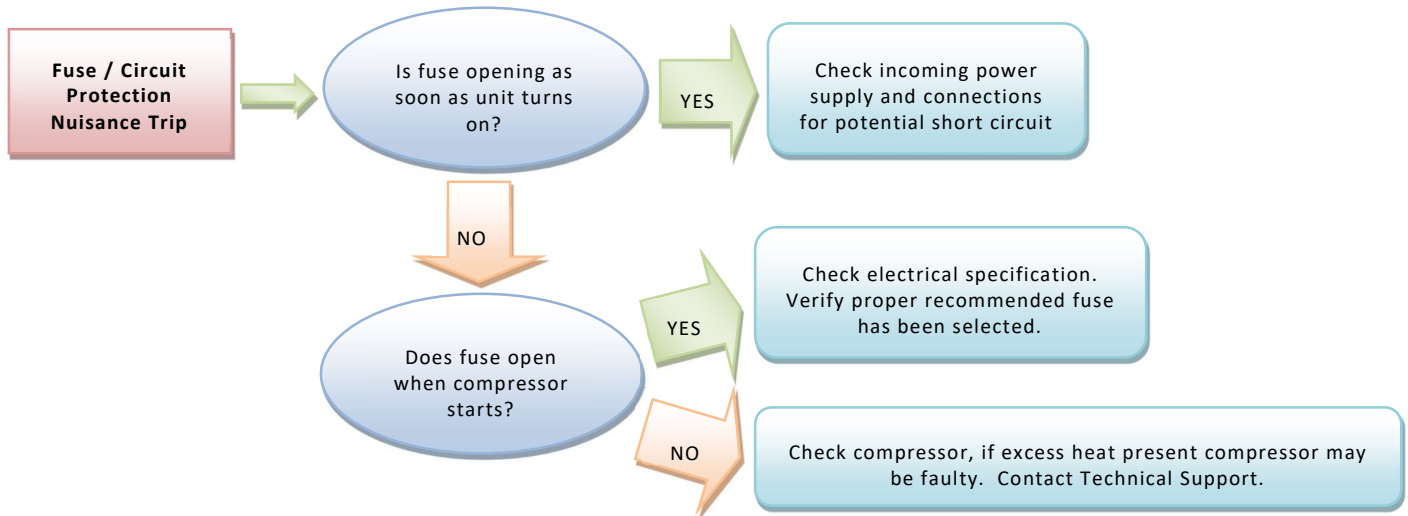 Fuse / Circuit
Protection
Nuisance Trip
Is fuse opening as
soon as unit turns
on?
YES
Check incoming power
supply and connections
for potential short circuit
NO
Does fuse open
when compressor
starts?
YES
Check electrical specification.
Verify proper recommended fuse
has been selected.
NO
Check compressor, if excess heat present compressor may
be faulty. Contact Technical Support.